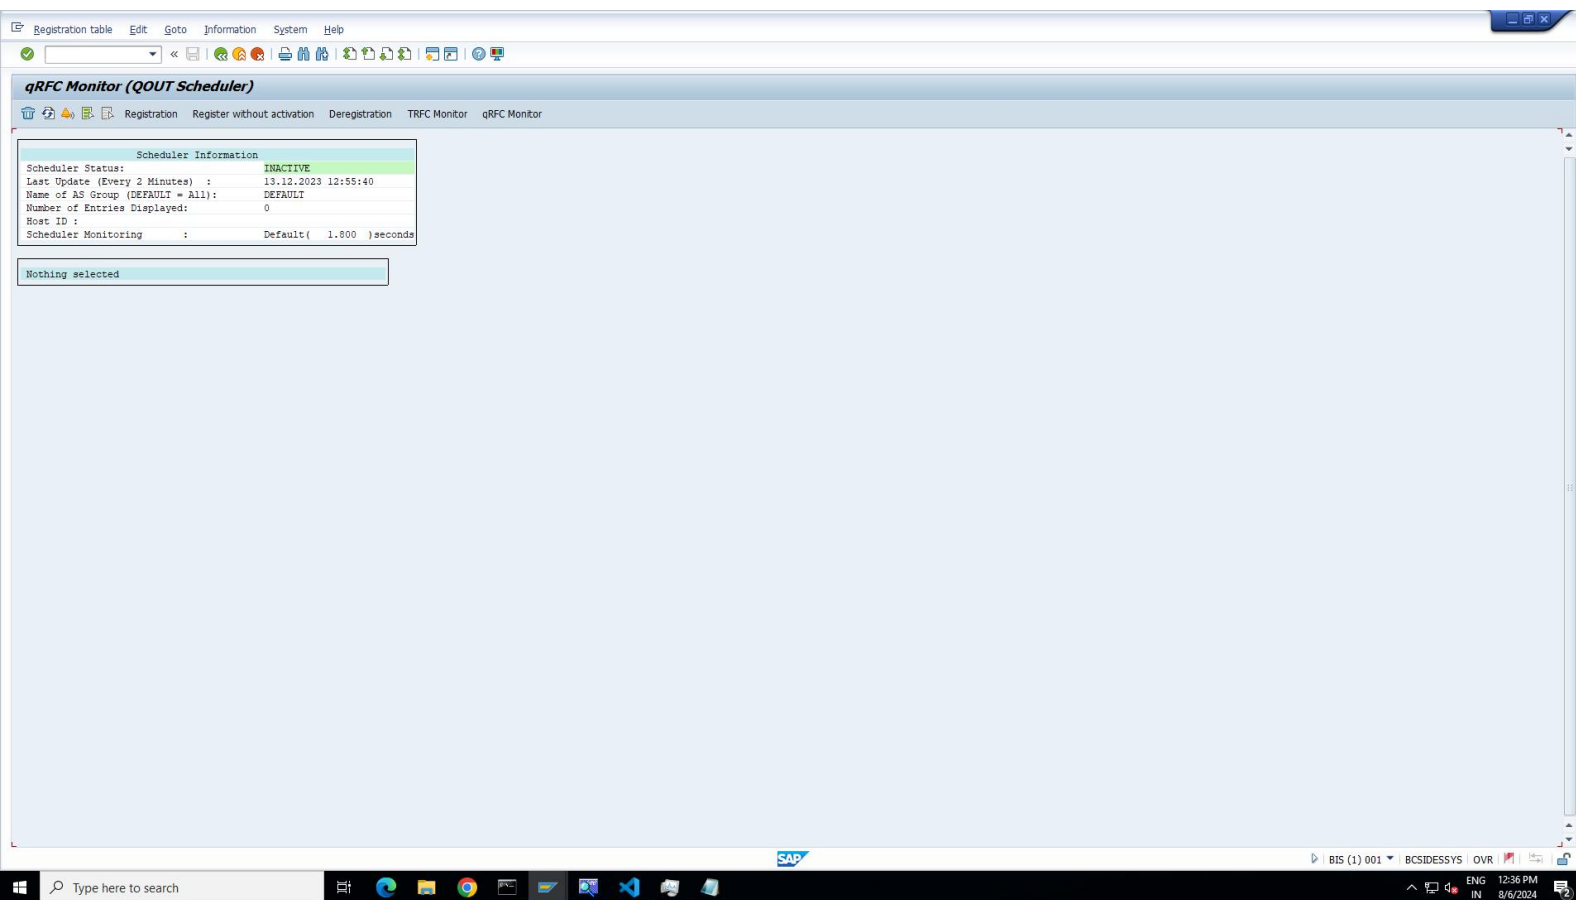 Registration table Edit Goto Information System Help
qRFC Monitor (QOUT Scheduler)
Registration Register without activation Deregistration TRFC Monitor qRFC Monitor
Scheduler Information
Scheduler Status: INACTIVE
Last Update (Every 2 Minutes) : 13.12.2023 12:55:40
Name of AS Group (DEFAULT = All): DEFAULT
Number of Entries Displayed: 0
Host ID :
Scheduler Monitoring : Default( 1.800 )seconds
Nothing selected
SAP
BIS (1) 001 BCSIDESSYS OVR
Type here to search
ENG 12:36 PM
IN 8/6/2024
2